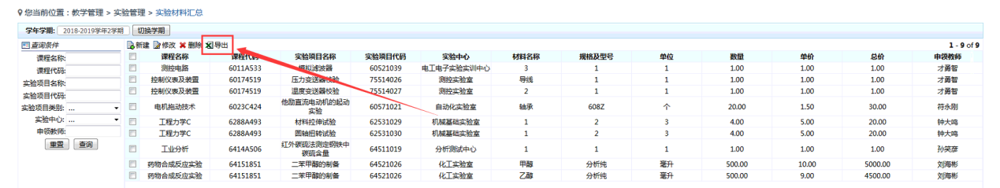 您当前位置：教学管理 > 实验管理 > 实验材料汇总
学年学期: 2018-2019学年2学期 切换学期
查询条件 新建 修改 删除 导出 1 - 9 of 9
课程名称:
课程代码:
实验项目名称:
实验项目代码:
实验项目类别: ...
实验中心: ...
申领教师:
重置 查询
课程名称 课程代码 实验项目名称 实验项目代码 实验中心 材料名称 规格及型号 单位 数量 单价 总价 申领教师
测控电路 6011A533 模拟滤波器 60521039 电工电子实验实训中心 3 1 1 1.00 1.00 1.00 才勇智
控制仪表及装置 60174519 压力变送器校验 75514026 测控实验室 导线 1 1 1.00 1.00 1.00 才勇智
控制仪表及装置 60174519 温度变送器校验 75514027 测控实验室 2 1 1 1.00 1.00 1.00 才勇智
电机拖动技术 6023C424 他励直流电动机的起动实验 60571021 自动化实验室 轴承 608Z 个 20.00 1.50 30.00 符永刚
工程力学C 6288A493 材料拉伸试验 62531029 机械基础实验室 1 2 3 4.00 5.00 20.00 钟大鸣
工程力学C 6288A493 圆轴扭转试验 62531030 机械基础实验室 1 2 3 4.00 5.00 20.00 钟大鸣
工业分析 6414A506 红外碳硫法测定钢铁中碳硫含量 64511019 分析测试中心 1 1 1 1.00 1.00 1.00 孙笑彦
药物合成反应实验 64151851 二苯甲醇的制备 64521026 化工实验室 甲醇 分析纯 毫升 500.00 10.00 5000.00 刘海彬
药物合成反应实验 64151851 二苯甲醇的制备 64521026 化工实验室 乙醇 分析纯 毫升 500.00 9.00 4500.00 刘海彬